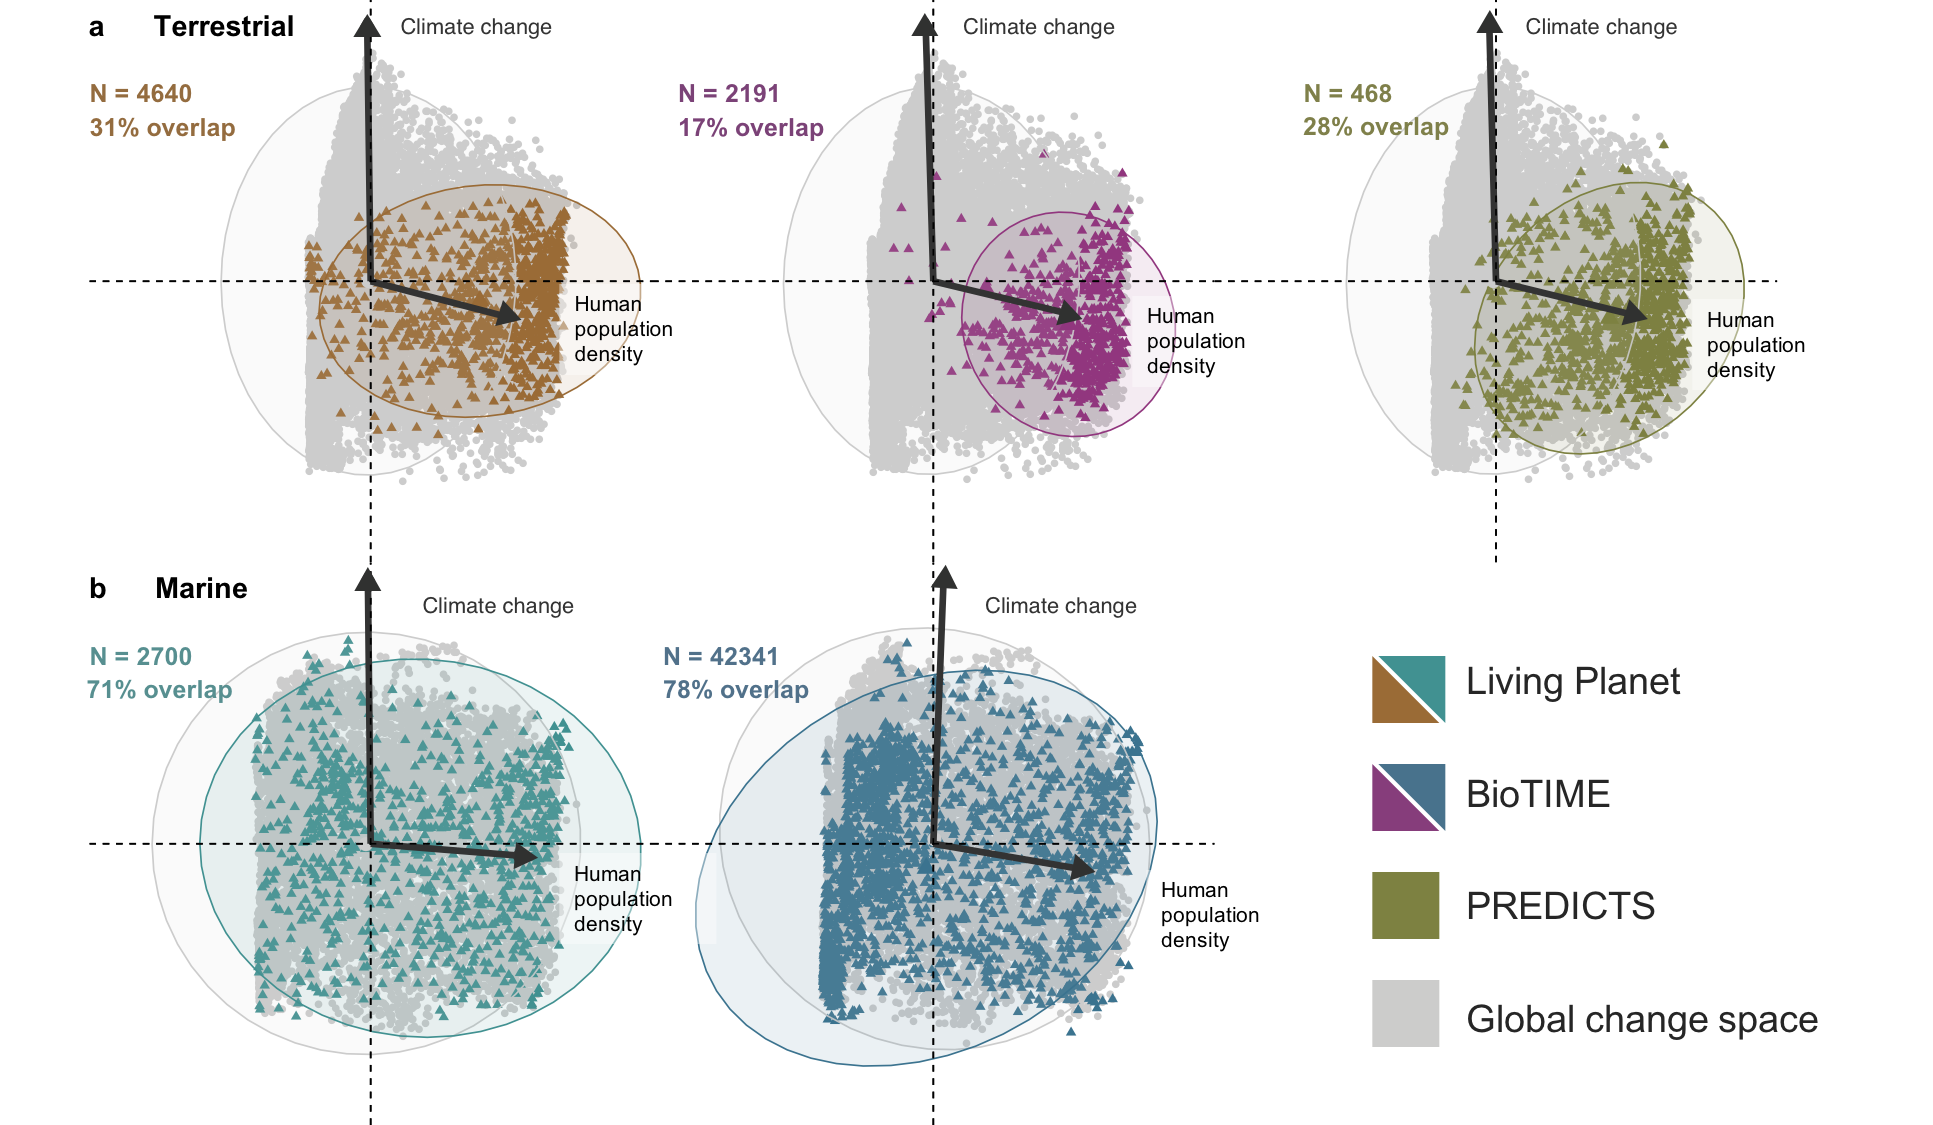 a Terrestrial
Climate change
Climate change
Climate change
N = 4640
31% overlap
N = 2191
17% overlap
N = 468
28% overlap
Human
population
density
Human
population
density
Human
population
density
b Marine
Climate change
Climate change
N = 2700
71% overlap
N = 42341
78% overlap
Human
population
density
Human
population
density
Living Planet
BioTIME
PREDICTS
Global change space